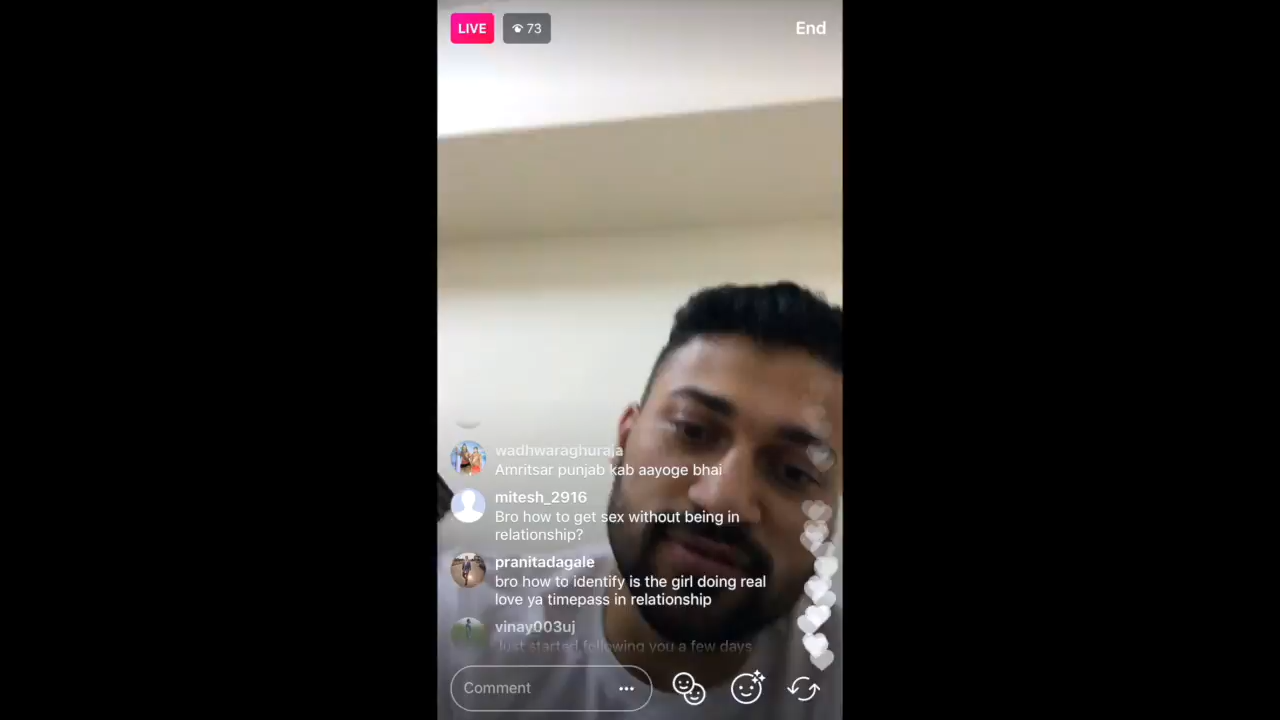 LIVE
73
End
wadhwaraghuraja
Amritsar punjab kab aayoge bhai
mitesh_2916
Bro how to get sex without being in
relationship?
pranitadagale
bro how to identify is the girl doing real
love ya timepass in relationship
vinay003uj
Just started following you a few days
Comment